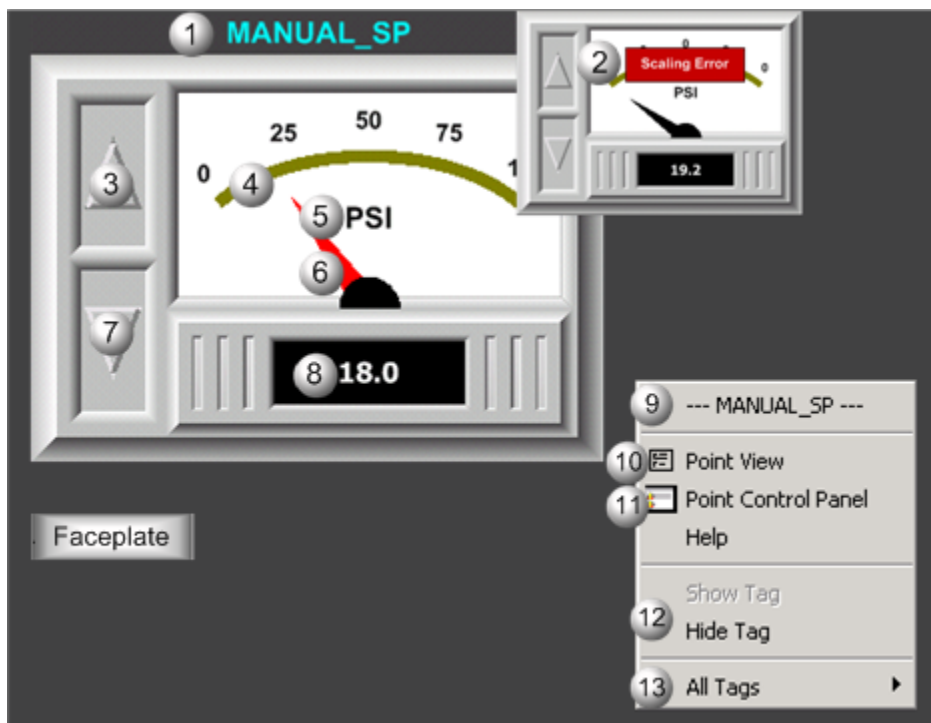 1 MANUAL_SP
2 Scaling Error
0
0
PSI
19.2
0 25 50 75 1
3
4
5 PSI
6
7
8 18.0
9 --- MANUAL_SP ---
10 Point View
11 Point Control Panel
Help
Show Tag
12
Hide Tag
13 All Tags
Faceplate